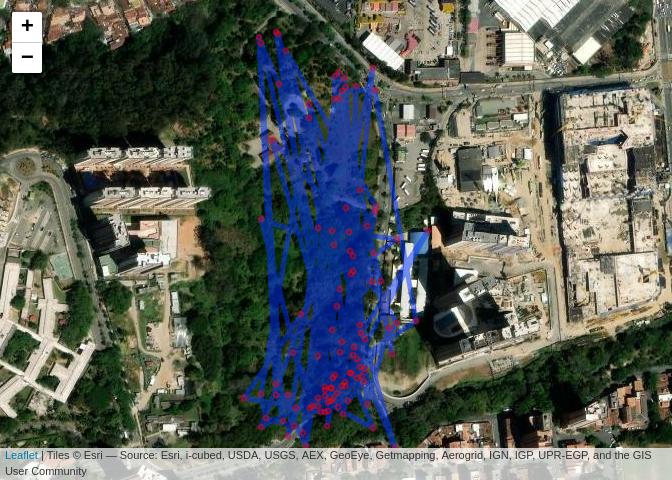 +
−
Leaflet | Tiles © Esri — Source: Esri, i-cubed, USDA, USGS, AEX, GeoEye, Getmapping, Aerogrid, IGN, IGP, UPR-EGP, and the GIS
User Community